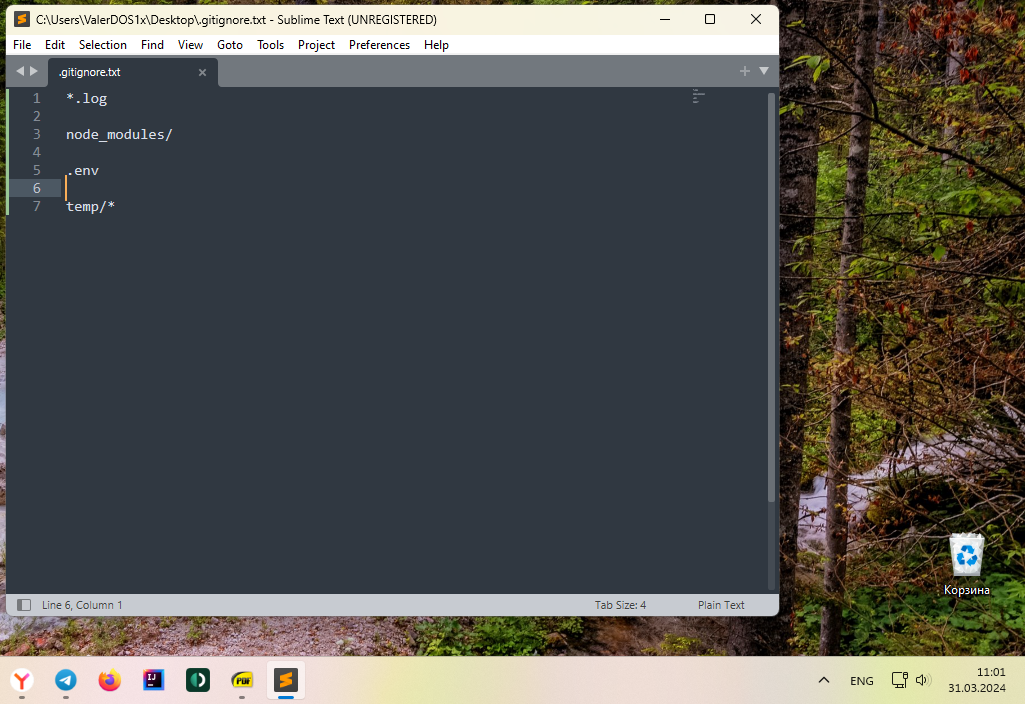 C:\Users\ValerDOS1x\Desktop\.gitignore.txt - Sublime Text (UNREGISTERED)
File Edit Selection Find View Goto Tools Project Preferences Help
.gitignore.txt
1 *.log
2
3 node_modules/
4
5 .env
6
7 temp/*
Line 6, Column 1 Tab Size: 4 Plain Text
Корзина
IJ
PDF
ENG
11:01
31.03.2024